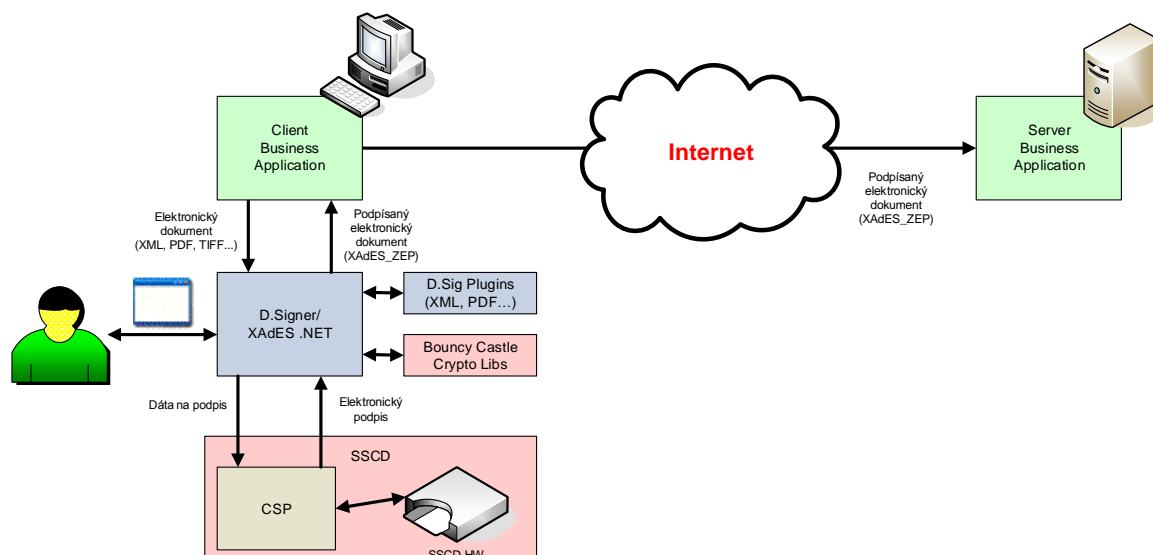 Client
Business
Application
Internet
Server
Business
Application
Podpísaný
elektronický
dokument
(XAdES_ZEP)
Elektronický
dokument
(XML, PDF, TIFF...)
Podpísaný
elektronický
dokument
(XAdES_ZEP)
D.Signer/
XAdES .NET
D.Sig Plugins
(XML, PDF…)
Bouncy Castle
Crypto Libs
Dáta na podpis
Elektronický
podpis
SSCD
CSP
SSCD HW